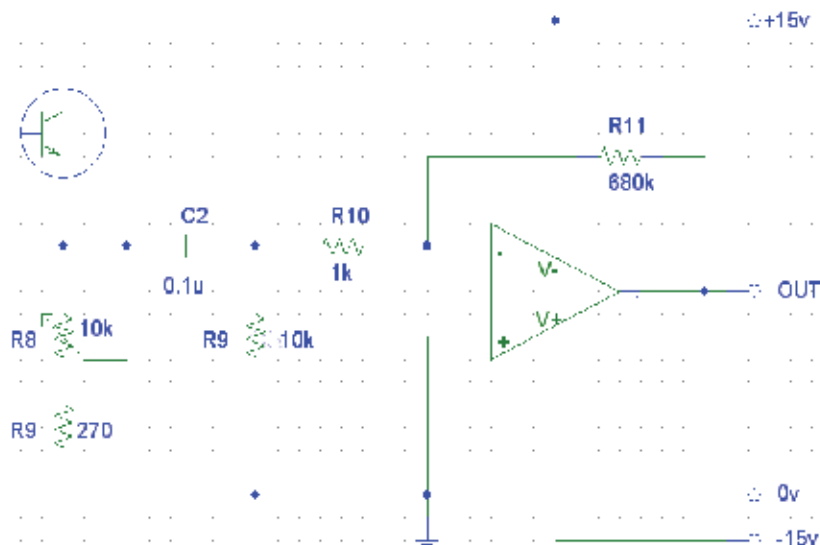 +15v
R11
680k
C2
R10
0.1u
1k
-
V-
OUT
V+
+
R8
10k
R9
10k
R9
270
0v
-15v